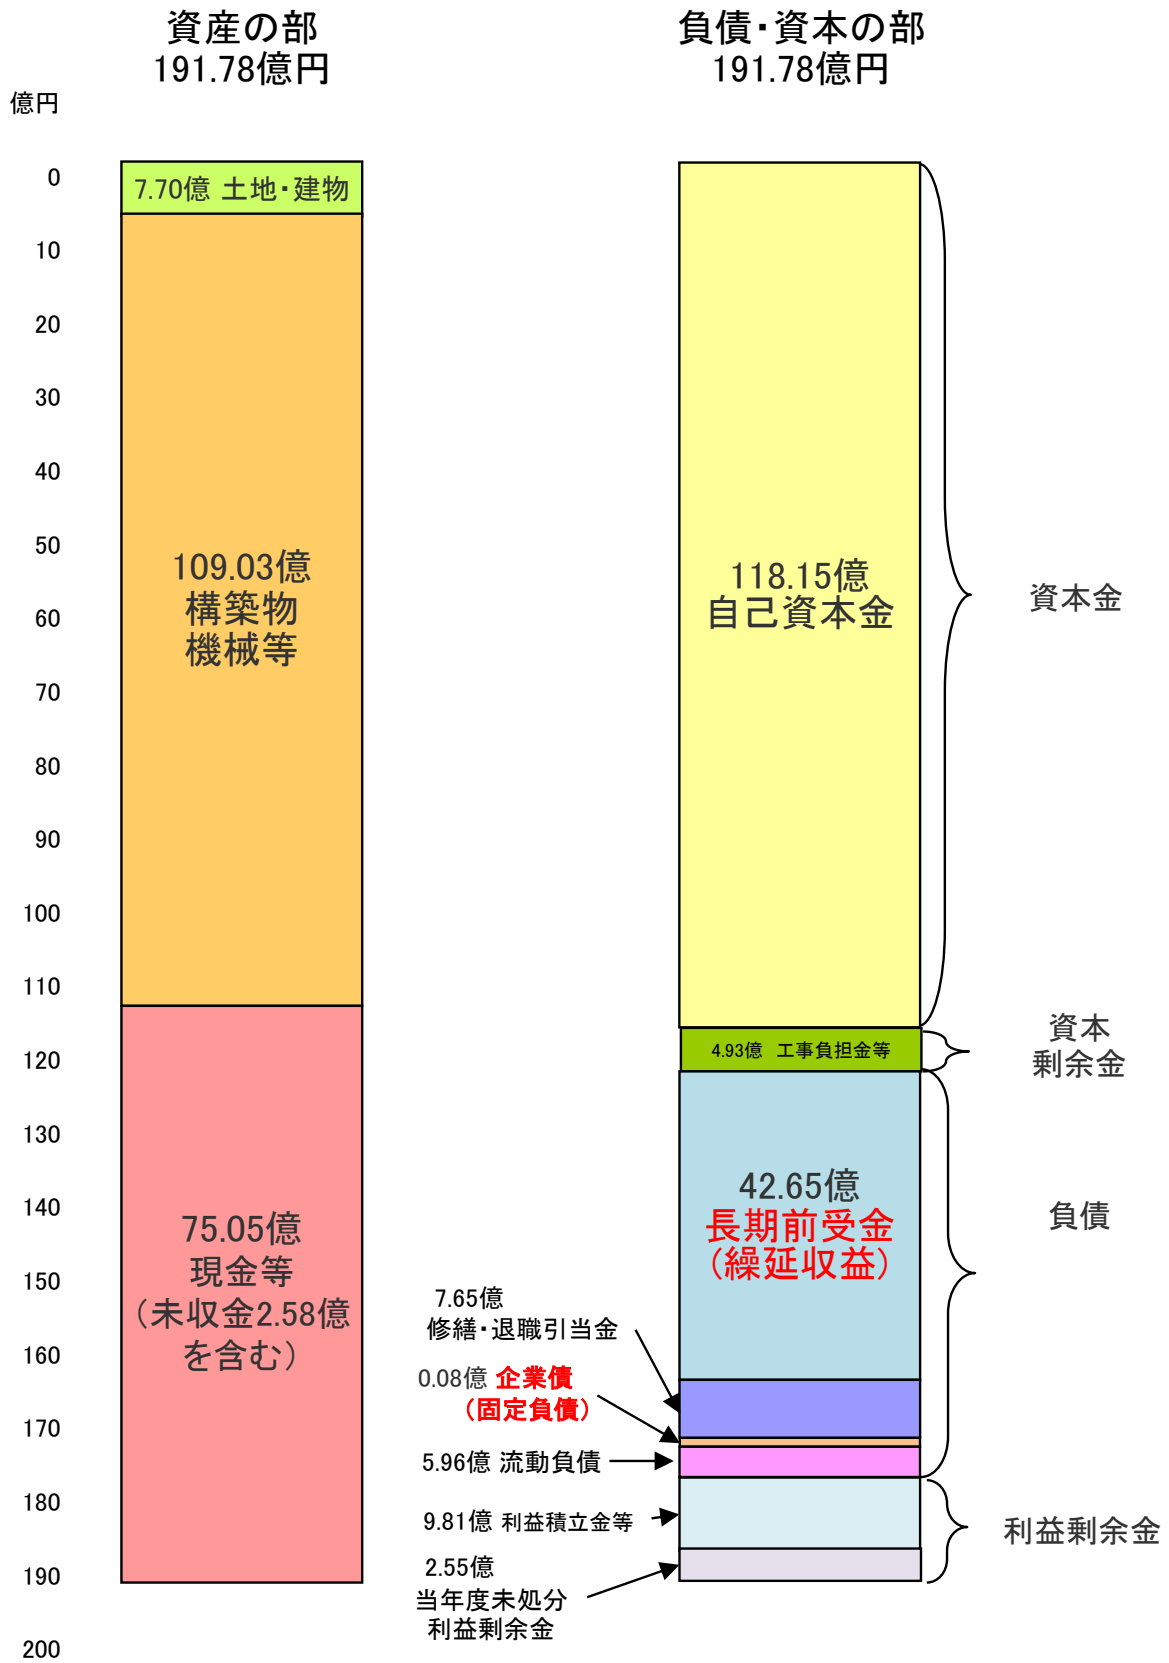 資産の部
191.78億円
負債・資本の部
191.78億円
億円
0
10
20
30
40
50
60
70
80
90
100
110
120
130
140
150
160
170
180
190
200
7.70億 土地・建物
109.03億
構築物
機械等
75.05億
現金等
（未収金2.58億
を含む）
118.15億
自己資本金
4.93億 工事負担金等
42.65億
長期前受金
（繰延収益）
7.65億
修繕・退職引当金
0.08億 企業債
（固定負債）
5.96億 流動負債
9.81億 利益積立金等
2.55億
当年度未処分
利益剰余金
資本金
資本
剰余金
負債
利益剰余金